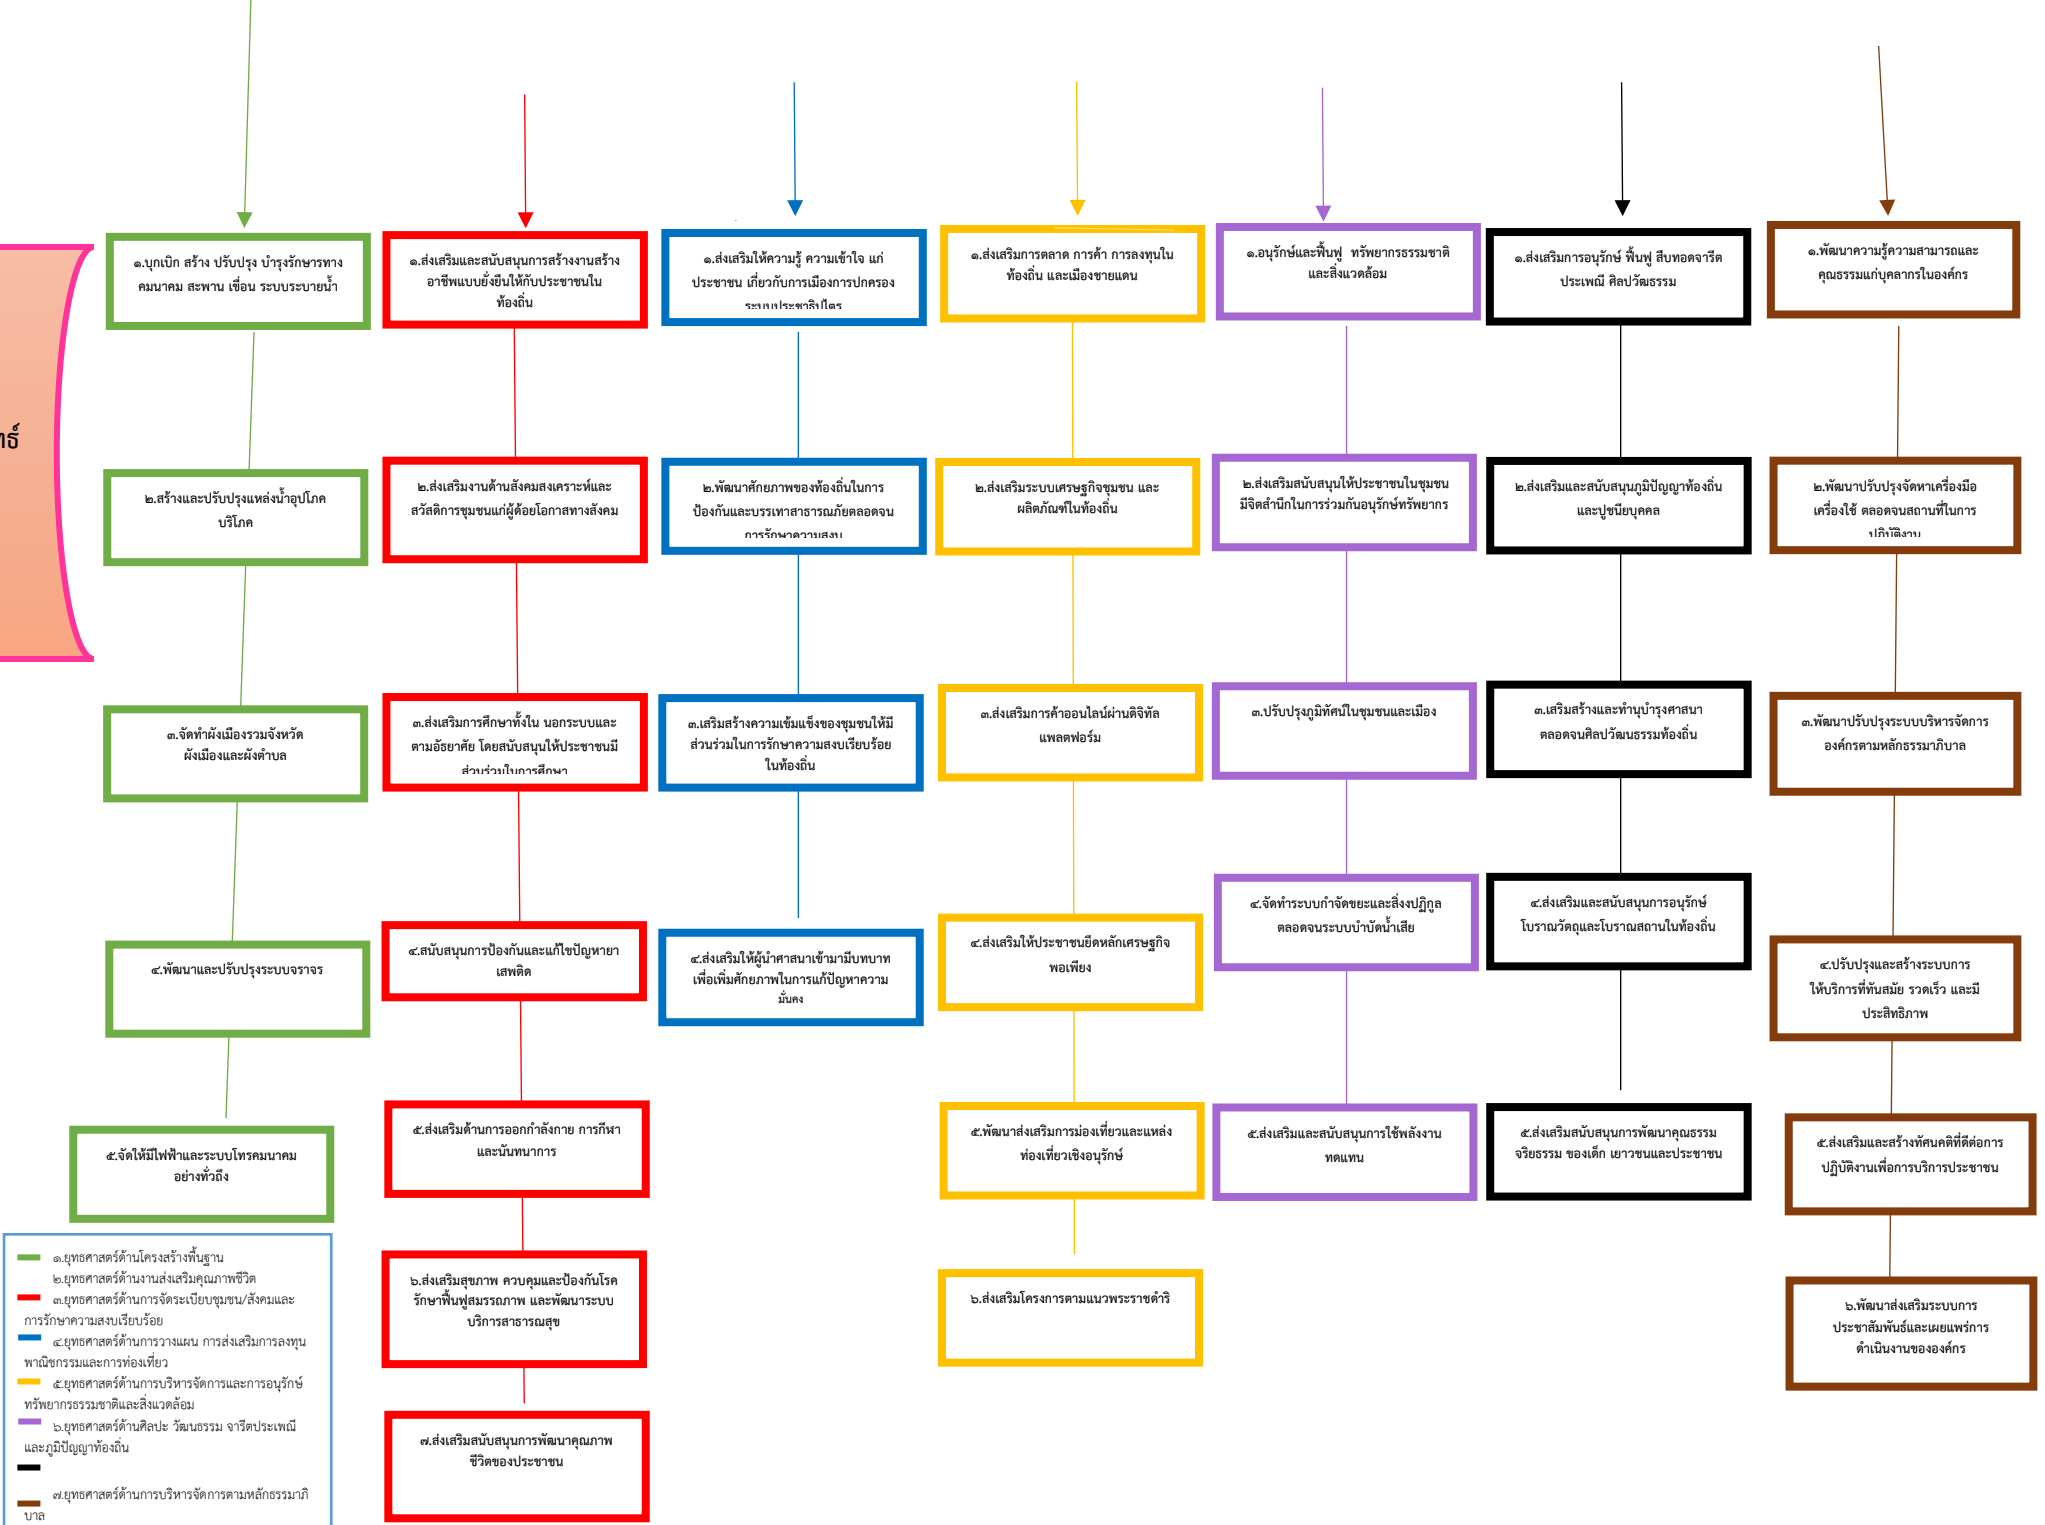 ๑.บุกเบิก สร้าง ปรับปรุง บำรุงรักษารทาง
คมนาคม สะพาน เขื่อน ระบบระบายน้ำ
๒.สร้างและปรับปรุงแหล่งน้ำอุปโภค
บริโภค
๓.จัดทำผังเมืองรวมจังหวัด
ผังเมืองและผังตำบล
๔.พัฒนาและปรับปรุงระบบจราจร
๕.จัดให้มีไฟฟ้าและระบบโทรคมนาคม
อย่างทั่วถึง
๑.ส่งเสริมและสนับสนุนการสร้างงานสร้าง
อาชีพแบบยั่งยืนให้กับประชาชนใน
ท้องถิ่น
๒.ส่งเสริมงานด้านสังคมสงเคราะห์และ
สวัสดิการชุมชนแก่ผู้ด้อยโอกาสทางสังคม
๓.ส่งเสริมการศึกษาทั้งใน นอกระบบและ
ตามอัธยาศัย โดยสนับสนุนให้ประชาชนมี
ส่วนร่วมในการศึกษา
๔.สนับสนุนการป้องกันและแก้ไขปัญหายา
เสพติด
๕.ส่งเสริมด้านการออกกำลังกาย การกีฬา
และนันทนาการ
๖.ส่งเสริมสุขภาพ ควบคุมและป้องกันโรค
รักษาฟื้นฟูสมรรถภาพ และพัฒนาระบบ
บริการสาธารณสุข
๗.ส่งเสริมสนับสนุนการพัฒนาคุณภาพ
ชีวิตของประชาชน
๑.ส่งเสริมให้ความรู้ ความเข้าใจ แก่
ประชาชน เกี่ยวกับการเมืองการปกครอง
ระบบประชาธิปไตร
๒.พัฒนาศักยภาพของท้องถิ่นในการ
ป้องกันและบรรเทาสาธารณภัยตลอดจน
การรักษาความสงบ
๓.เสริมสร้างความเข้มแข็งของชุมชนให้มี
ส่วนร่วมในการรักษาความสงบเรียบร้อย
ในท้องถิ่น
๔.ส่งเสริมให้ผู้นำศาสนาเข้ามามีบทบาท
เพื่อเพิ่มศักยภาพในการแก้ปัญหาความ
มั่นคง
๑.ส่งเสริมการตลาด การค้า การลงทุนใน
ท้องถิ่น และเมืองชายแดน
๒.ส่งเสริมระบบเศรษฐกิจชุมชน และ
ผลิตภัณฑ์ในท้องถิ่น
๓.ส่งเสริมการค้าออนไลน์ผ่านดิจิทัล
แพลตฟอร์ม
๔.ส่งเสริมให้ประชาชนยึดหลักเศรษฐกิจ
พอเพียง
๕.พัฒนาส่งเสริมการม่องเที่ยวและแหล่ง
ท่องเที่ยวเชิงอนุรักษ์
๖.ส่งเสริมโครงการตามแนวพระราชดำริ
๑.อนุรักษ์และฟื้นฟู ทรัพยากรธรรมชาติ
และสิ่งแวดล้อม
๒.ส่งเสริมสนับสนุนให้ประชาชนในชุมชน
มีจิตสำนึกในการร่วมกันอนุรักษ์ทรัพยากร
๓.ปรับปรุงภูมิทัศน์ในชุมชนและเมือง
๔.จัดทำระบบกำจัดขยะและสิ่งงปฏิกูล
ตลอดจนระบบบำบัดน้ำเสีย
๕.ส่งเสริมและสนับสนุนการใช้พลังงาน
ทดแทน
๑.ส่งเสริมการอนุรักษ์ ฟื้นฟู สืบทอดจารีต
ประเพณี ศิลปวัฒธรรม
๒.ส่งเสริมและสนับสนุนภูมิปัญญาท้องถิ่น
และปูชนียบุคคล
๓.เสริมสร้างและทำนุบำรุงศาสนา
ตลอดจนศิลปวัฒนธรรมท้องถิ่น
๔.ส่งเสริมและสนับสนุนการอนุรักษ์
โบราณวัตถุและโบราณสถานในท้องถิ่น
๕.ส่งเสริมสนับสนุนการพัฒนาคุณธรรม
จริยธรรม ของเด็ก เยาวชนและประชาชน
๑.พัฒนาความรู้ความสามารถและ
คุณธรรมแก่บุคลากรในองค์กร
๒.พัฒนาปรับปรุงจัดหาเครื่องมือ
เครื่องใช้ ตลอดจนสถานที่ในการ
ปฏิบัติงาน
๓.พัฒนาปรับปรุงระบบบริหารจัดการ
องค์กรตามหลักธรรมาภิบาล
๔.ปรับปรุงและสร้างระบบการ
ให้บริการที่ทันสมัย รวดเร็ว และมี
ประสิทธิภาพ
๕.ส่งเสริมและสร้างทัศนคติที่ดีต่อการ
ปฏิบัติงานเพื่อการบริการประชาชน
๖.พัฒนาส่งเสริมระบบการ
ประชาสัมพันธ์และเผยแพร่การ
ดำเนินงานขององค์กร
๑.ยุทธศาสตร์ด้านโครงสร้างพื้นฐาน
๒.ยุทธศาสตร์ด้านงานส่งเสริมคุณภาพชีวิต
๓.ยุทธศาสตร์ด้านการจัดระเบียบชุมชน/สังคมและ
การรักษาความสงบเรียบร้อย
๔.ยุทธศาสตร์ด้านการวางแผน การส่งเสริมการลงทุน
พาณิชกรรมและการท่องเที่ยว
๕.ยุทธศาสตร์ด้านการบริหารจัดการและการอนุรักษ์
ทรัพยากรธรรมชาติและสิ่งแวดล้อม
๖.ยุทธศาสตร์ด้านศิลปะ วัฒนธรรม จารีตประเพณี
และภูมิปัญญาท้องถิ่น
๗.ยุทธศาสตร์ด้านการบริหารจัดการตามหลักธรรมาภิ
บาล